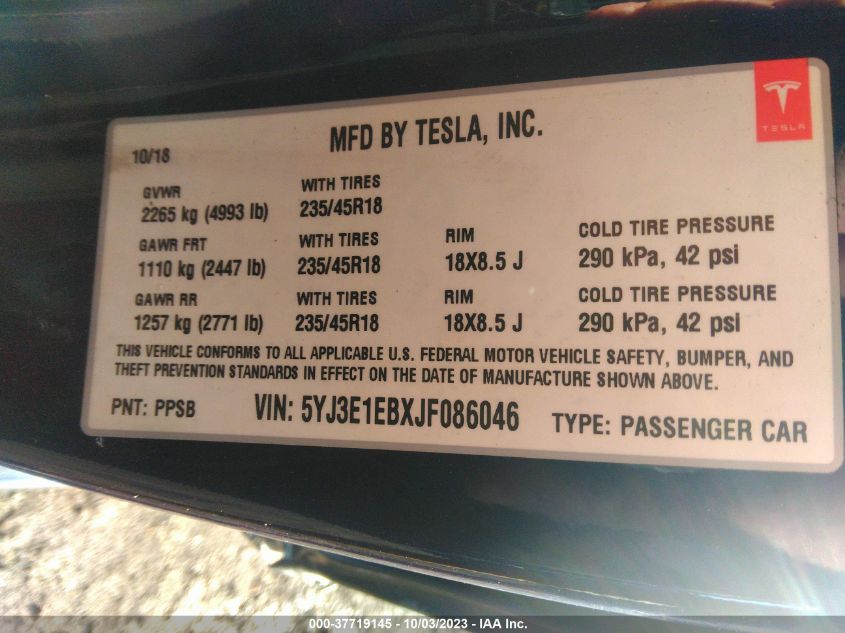 TESLA
MFD BY TESLA, INC.
10/18
GVWR WITH TIRES
2265 kg (4993 lb) 235/45R18
GAWR FRT WITH TIRES RIM COLD TIRE PRESSURE
1110 kg (2447 lb) 235/45R18 18X8.5 J 290 kPa, 42 psi
GAWR RR WITH TIRES RIM COLD TIRE PRESSURE
1257 kg (2771 lb) 235/45R18 18X8.5 J 290 kPa, 42 psi
THIS VEHICLE CONFORMS TO ALL APPLICABLE U.S. FEDERAL MOTOR VEHICLE SAFETY, BUMPER, AND
THEFT PREVENTION STANDARDS IN EFFECT ON THE DATE OF MANUFACTURE SHOWN ABOVE.
PNT: PPSB VIN: 5YJ3E1EBXJF086046 TYPE: PASSENGER CAR
000-37719145 - 10/03/2023 - IAA Inc.